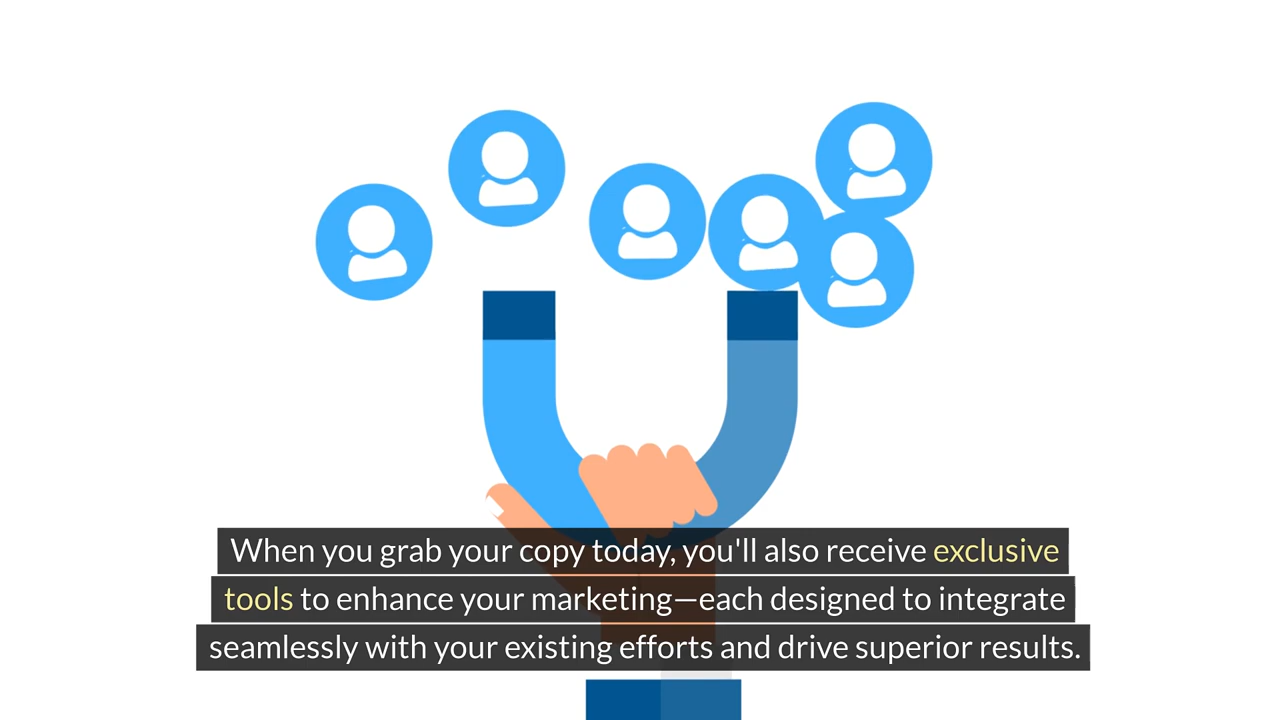 When you grab your copy today, you'll also receive exclusive
tools to enhance your marketing—each designed to integrate
seamlessly with your existing efforts and drive superior results.